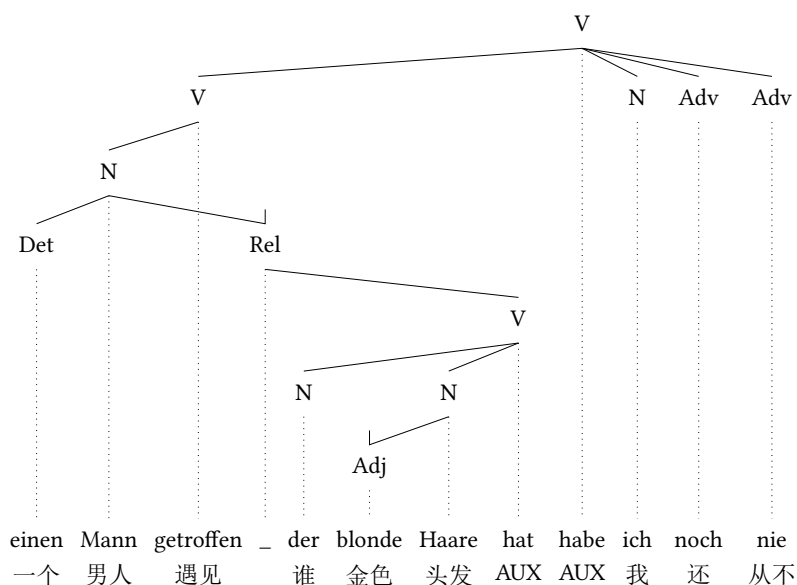 V
V N Adv Adv
N
Det Rel
V
N N
Adj
einen Mann getroffen _ der blonde Haare hat habe ich noch nie
一个 男人 遇见 谁 金色 头发 AUX AUX 我 还 从不